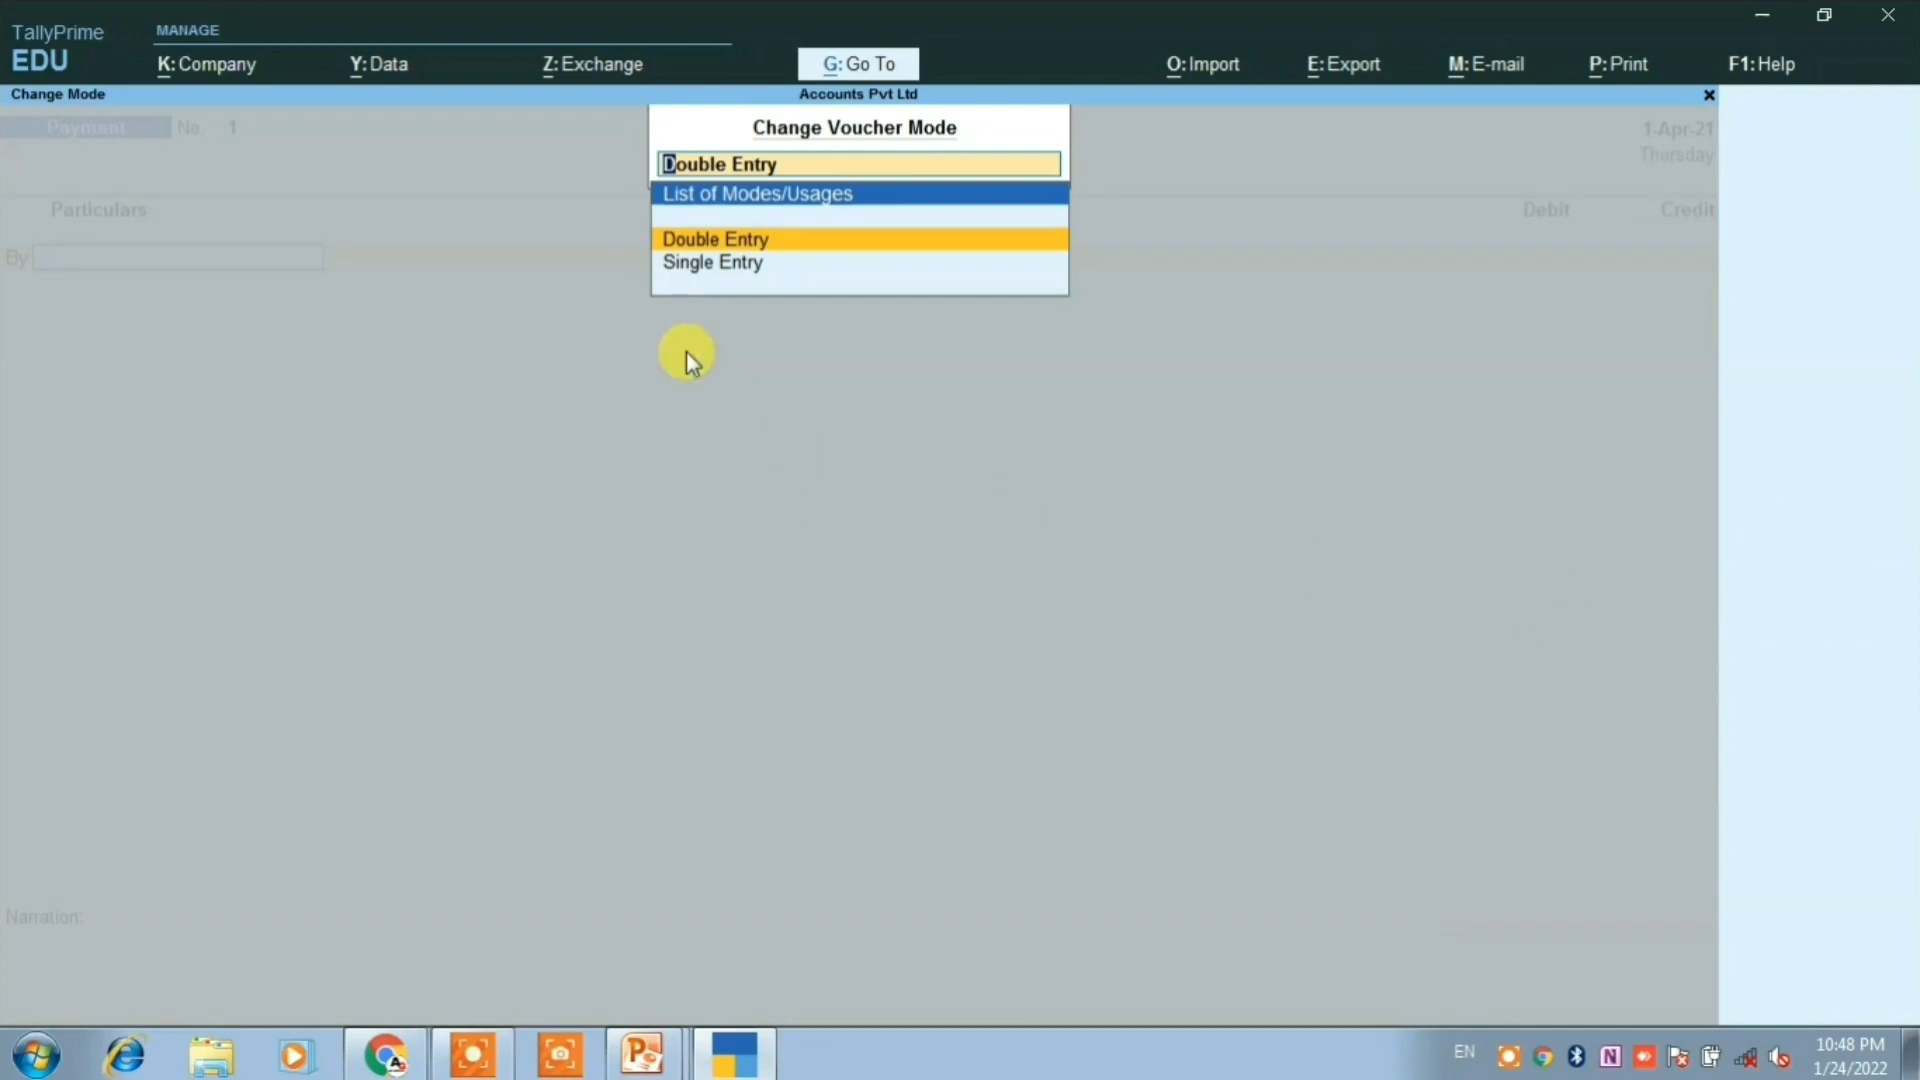 TallyPrime
EDU
MANAGE
K: Company
Y: Data
Z: Exchange
G: Go To
O: Import
E: Export
M: E-mail
P: Print
F1: Help
Change Mode
Accounts Pvt Ltd
Payment No. 1
1-Apr-21
Thursday
Change Voucher Mode
Double Entry
List of Modes/Usages
Double Entry
Single Entry
Particulars
Debit
Credit
By
Narration:
EN
10:48 PM
1/24/2022